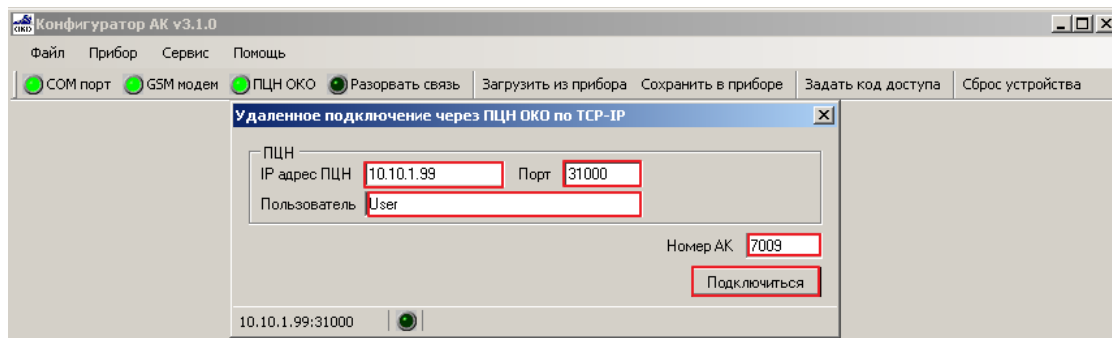 Конфигуратор АК v3.1.0
Файл Прибор Сервис Помощь
COM порт GSM модем ПЦН ОКО Разорвать связь Загрузить из прибора Сохранить в приборе Задать код доступа Сброс устройства
Удаленное подключение через ПЦН ОКО по TCP-IP
ПЦН
IP адрес ПЦН 10.10.1.99 Порт 31000
Пользователь User
Номер АК 7009
Подключиться
10.10.1.99:31000